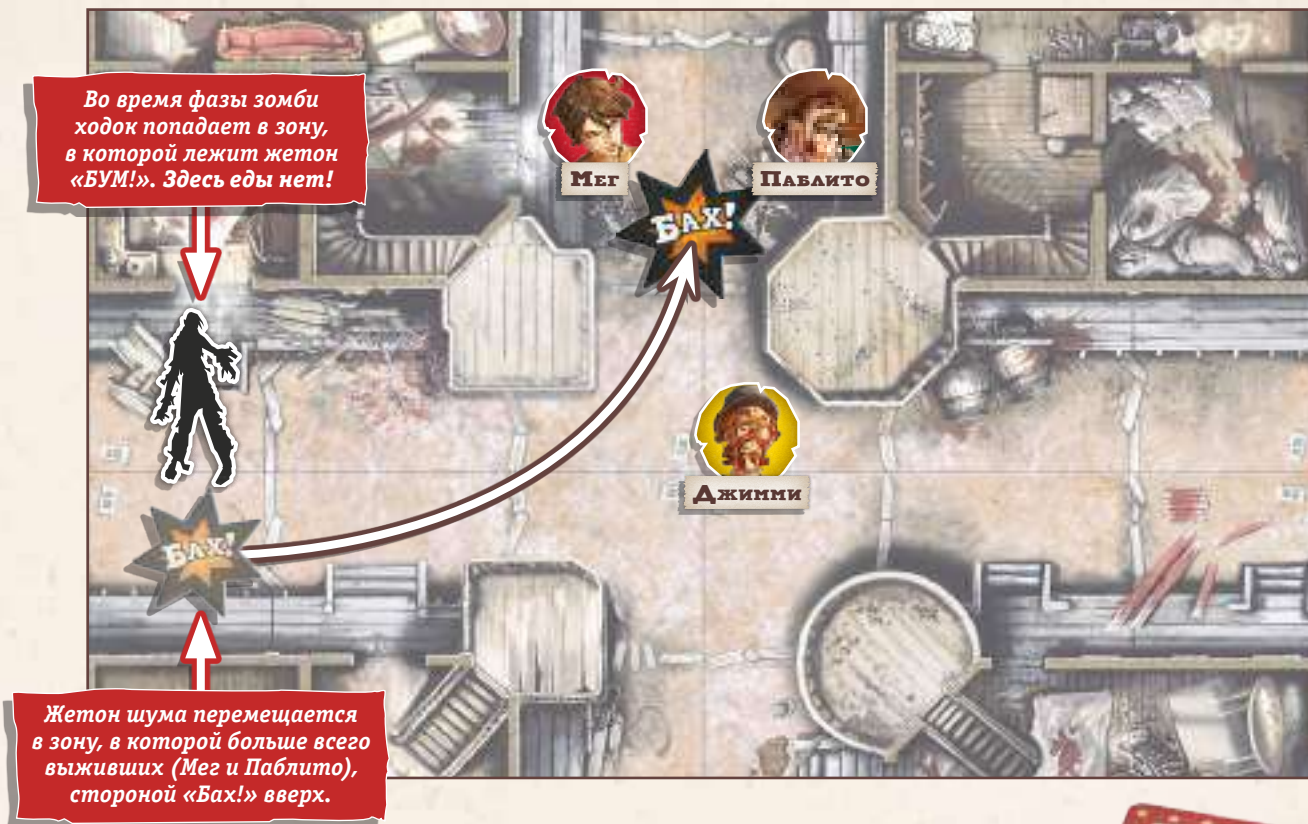 Во время фазы зомби
ходок попадает в зону,
в которой лежит жетон
«БУМ!». Здесь еды нет!
Мег
Паблито
БАХ!
Джимми
БАХ!
Жетон шума перемещается
в зону, в которой больше всего
выживших (Мег и Паблито),
стороной «Бах!» вверх.